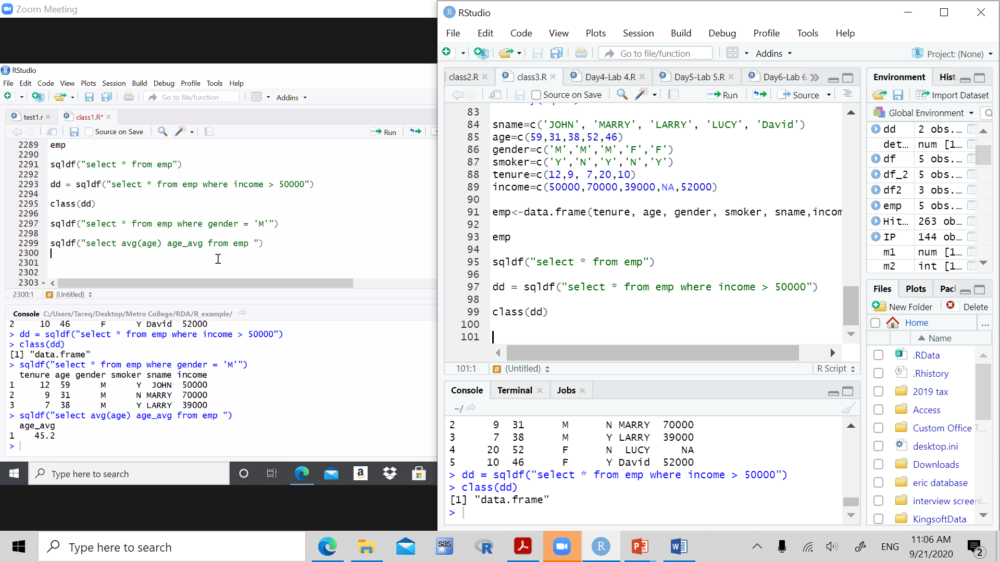 Zoom Meeting
RStudio
File Edit Code View Plots Session Build Debug Profile Tools Help
Go to file/function
Addins
test1.r
class1.R*
Source on Save
Run
2289 emp
2290
2291 sqldf("select * from emp")
2292
2293 dd = sqldf("select * from emp where income > 50000")
2294
2295 class(dd)
2296
2297 sqldf("select * from emp where gender = 'M'")
2298
2299 sqldf("select avg(age) age_avg from emp ")
2300
2301
2302
2303
2300:1 # (Untitled)
Console C:/Users/Tareq/Desktop/Metro College/RDA/R_example/
2 10 46 F Y David 52000
> dd = sqldf("select * from emp where income > 50000")
> class(dd)
[1] "data.frame"
> sqldf("select * from emp where gender = 'M'")
tenure age gender smoker sname income
1 12 59 M Y JOHN 50000
2 9 31 M N MARRY 70000
3 7 38 M Y LARRY 39000
> sqldf("select avg(age) age_avg from emp ")
age_avg
1 45.2
>
Type here to search
RStudio
File Edit Code View Plots Session Build Debug Profile Tools Help
Go to file/function
Addins
Project: (None)
class2.R
class3.R
Day4-Lab 4.R
Day5-Lab 5.R
Day6-Lab 6.
Source on Save
Run
Source
83
84 sname=c('JOHN', 'MARRY', 'LARRY', 'LUCY', 'David')
85 age=c(59,31,38,52,46)
86 gender=c('M','M','M','F','F')
87 smoker=c('Y','N','Y','N','Y')
88 tenure=c(12,9, 7,20,10)
89 income=c(50000,70000,39000,NA,52000)
90
91 emp<-data.frame(tenure, age, gender, smoker, sname,incom
92
93 emp
94
95 sqldf("select * from emp")
96
97 dd = sqldf("select * from emp where income > 50000")
98
99 class(dd)
100
101
101:1 # (Untitled)
R Script
Console
Terminal
Jobs
~/
2 9 31 M N MARRY 70000
3 7 38 M Y LARRY 39000
4 20 52 F N LUCY NA
5 10 46 F Y David 52000
> dd = sqldf("select * from emp where income > 50000")
> class(dd)
[1] "data.frame"
>
Environment
Hist
Import Dataset
Global Environment
dd 2 obs....
det... num [1...
df 5 obs....
df_2 5 obs....
df2 3 obs....
emp 5 obs....
Hit... 263 ob...
IP 144 ob...
m1 num [1...
m2 int [1...
Files
Plots
Pac
New Folder
Delete
Home
...
Name
.RData
.Rhistory
2019 tax
Access
Custom Office T...
desktop.ini
Downloads
eric database
interview screeni...
KingsoftData
Type here to search
ENG
11:06 AM
9/21/2020
2